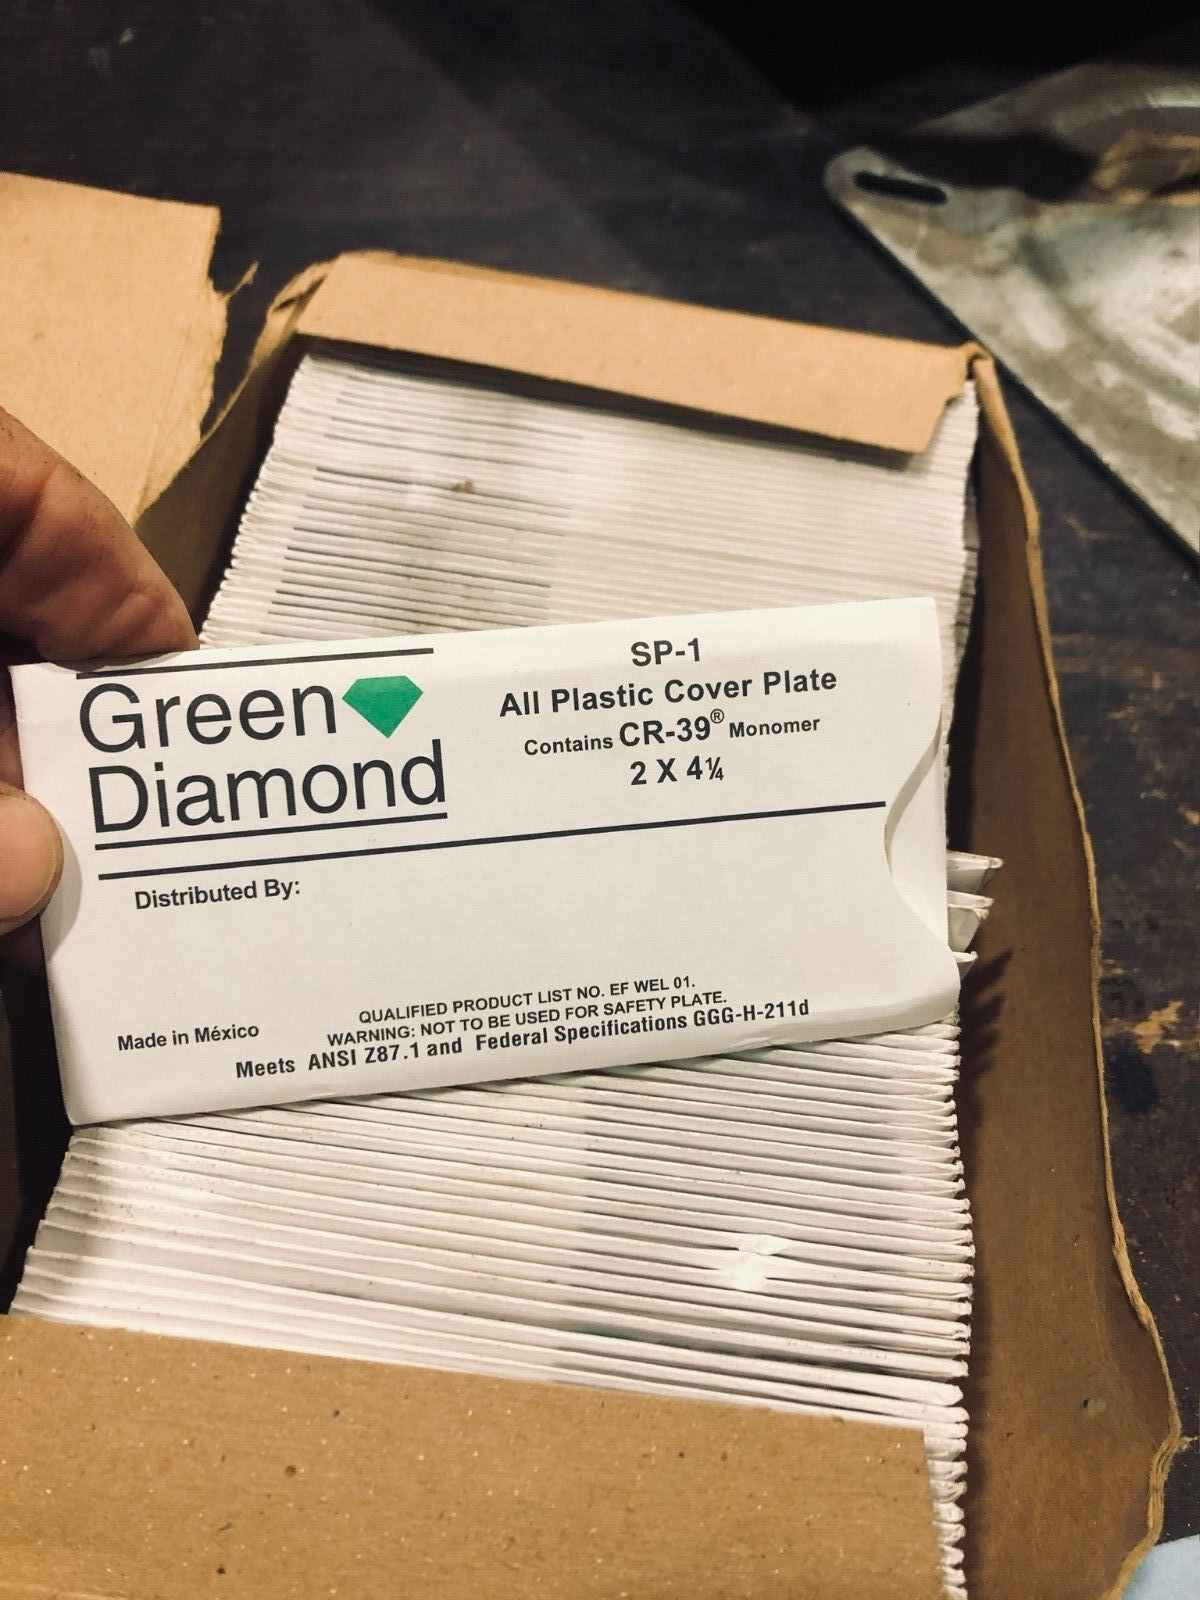 Green
Diamond
SP-1
All Plastic Cover Plate
Contains CR-39® Monomer
2 X 4¼
Distributed By:
Made in México
QUALIFIED PRODUCT LIST NO. EF WEL 01.
WARNING: NOT TO BE USED FOR SAFETY PLATE.
Meets ANSI Z87.1 and Federal Specifications GGG-H-211d